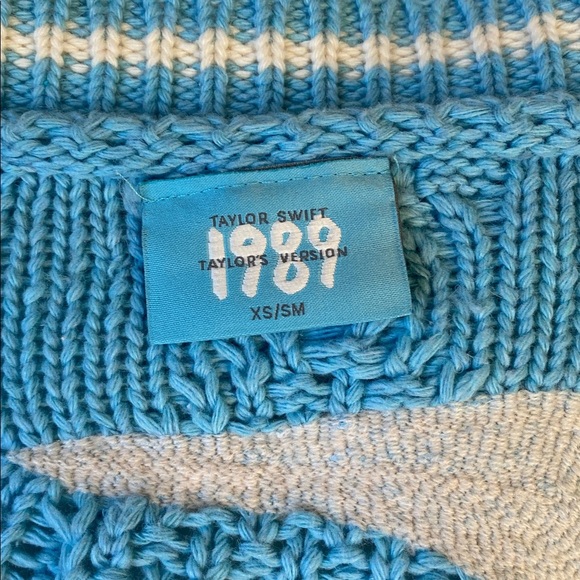 TAYLOR SWIFT
1989
TAYLOR'S VERSION
XS/SM